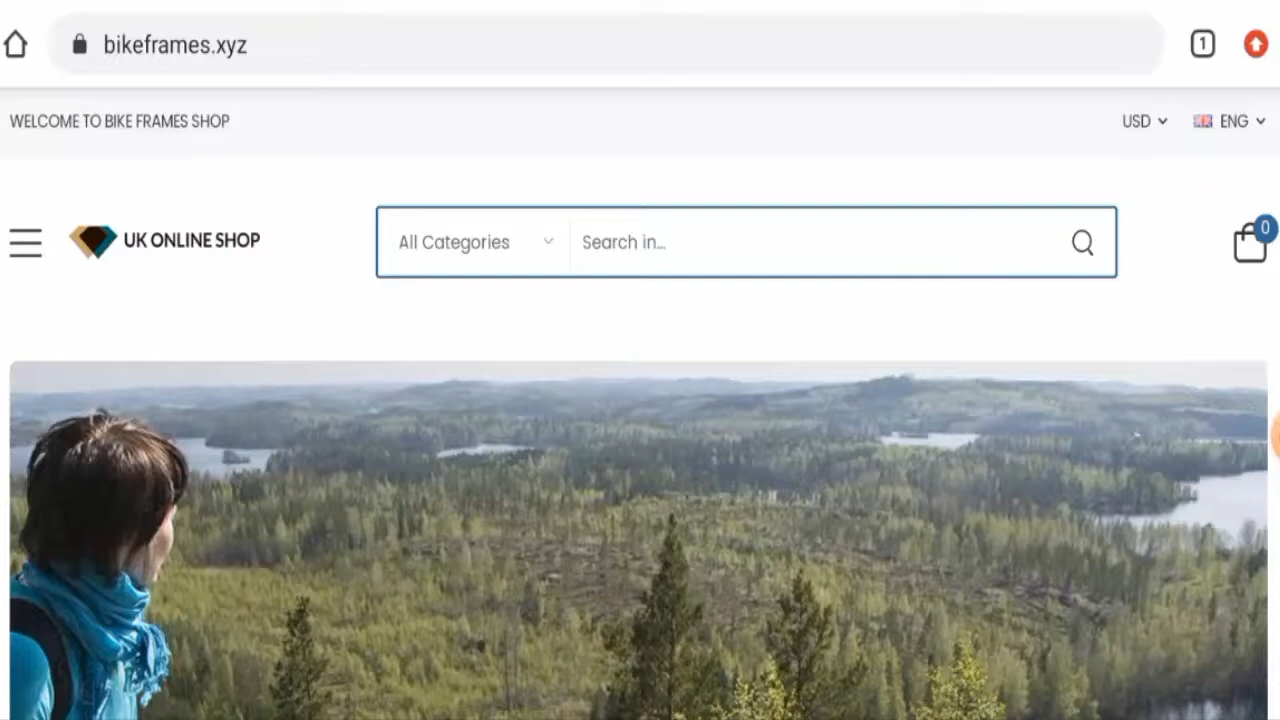 bikeframes.xyz
1
WELCOME TO BIKE FRAMES SHOP
USD
ENG
UK ONLINE SHOP
All Categories
Search in...
0